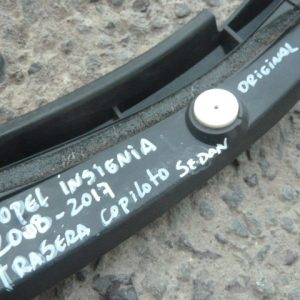 OPEL INSIGNIA
2008-2017
TRASERA COPILOTO SEDAN
ORIGINAL